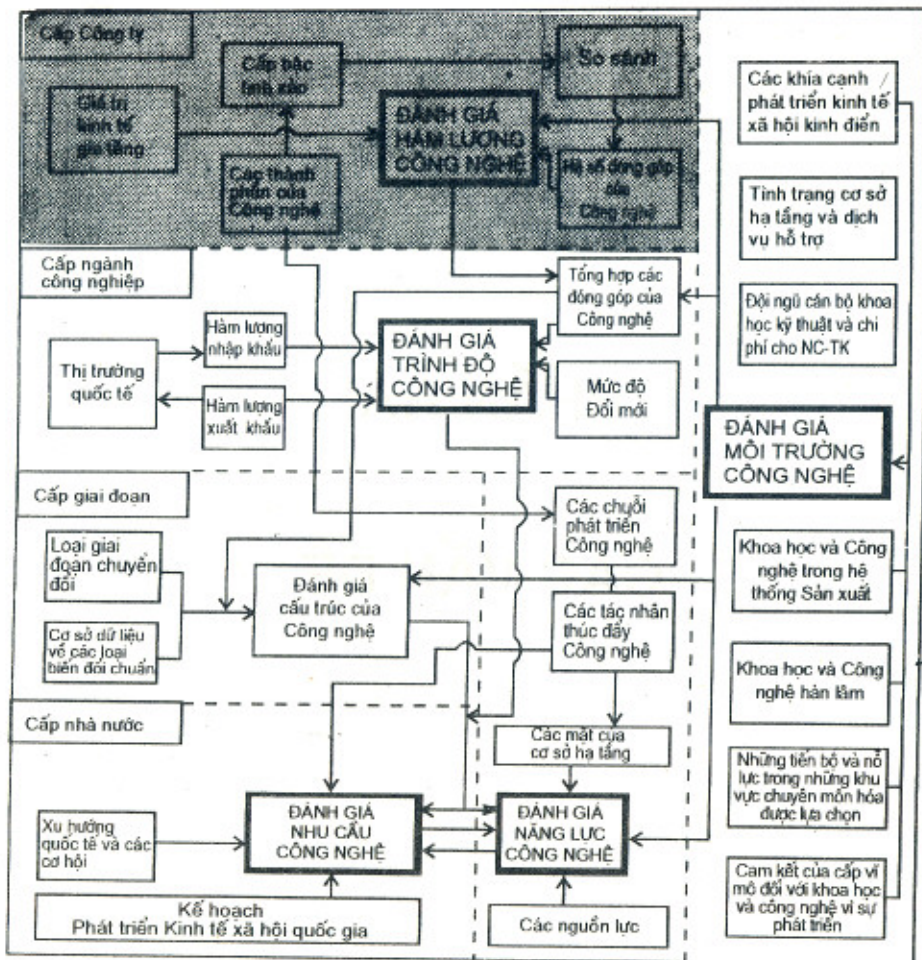 Cấp Công ty
Cấp bậc
tinh xảo
So sánh
Giá trị
kinh tế
gia tăng
ĐÁNH GIÁ
HÀM LƯỢNG
CÔNG NGHỆ
Các thành
phần của
Công nghệ
Hệ số đóng góp
của
Công nghệ
Các khía cạnh /
phát triển kinh tế
xã hội kinh điển
Tình trạng cơ sở
hạ tầng và dịch
vụ hỗ trợ
Đội ngũ cán bộ khoa
học kỹ thuật và chi
phí cho NC-TK
Cấp ngành
công nghiệp
Tổng hợp các
đóng góp của
Công nghệ
Hàm lượng
nhập khẩu
ĐÁNH GIÁ
TRÌNH ĐỘ
CÔNG NGHỆ
Thị trường
quốc tế
Hàm lượng
xuất khẩu
Mức độ
Đổi mới
ĐÁNH GIÁ
MÔI TRƯỜNG
CÔNG NGHỆ
Cấp giai đoạn
Các chuỗi
phát triển
Công nghệ
Loại giai
đoạn chuyển
đổi
Đánh giá
cấu trúc của
Công nghệ
Khoa học và Công
nghệ trong hệ
thống Sản xuất
Cơ sở dữ liệu
về các loại
biến đổi chuẩn
Các tác nhân
thúc đẩy
Công nghệ
Khoa học và Công
nghệ hàn lâm
Cấp nhà nước
Các mặt của
cơ sở hạ tầng
Những tiến bộ và nỗ
lực trong những khu
vực chuyên môn hóa
được lựa chọn
Xu hướng
quốc tế và các
cơ hội
ĐÁNH GIÁ
NHU CẦU
CÔNG NGHỆ
ĐÁNH GIÁ
NĂNG LỰC
CÔNG NGHỆ
Cam kết của cấp vĩ
mô đối với khoa học
và công nghệ vì sự
phát triển
Kế hoạch
Phát triển Kinh tế xã hội quốc gia
Các nguồn lực